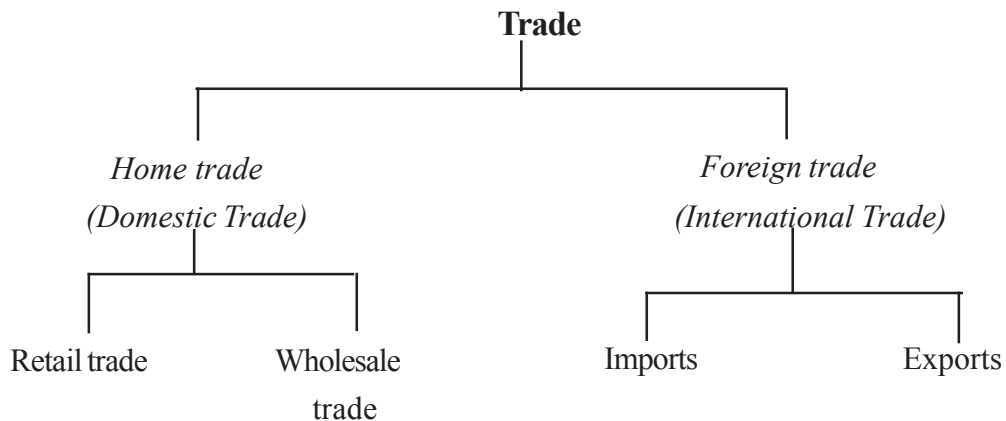 Trade
Home trade
(Domestic Trade)
Foreign trade
(International Trade)
Retail trade
Wholesale
trade
Imports
Exports